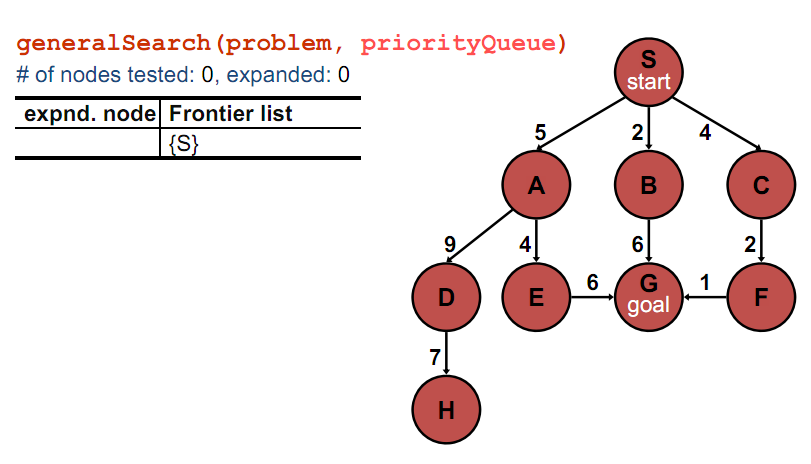 generalSearch(problem, priorityQueue)
# of nodes tested: 0, expanded: 0
expnd. node Frontier list
{S}
S
start
5 2 4
A B C
9 4 6 2
D E 6 G 1 F
goal
7
H